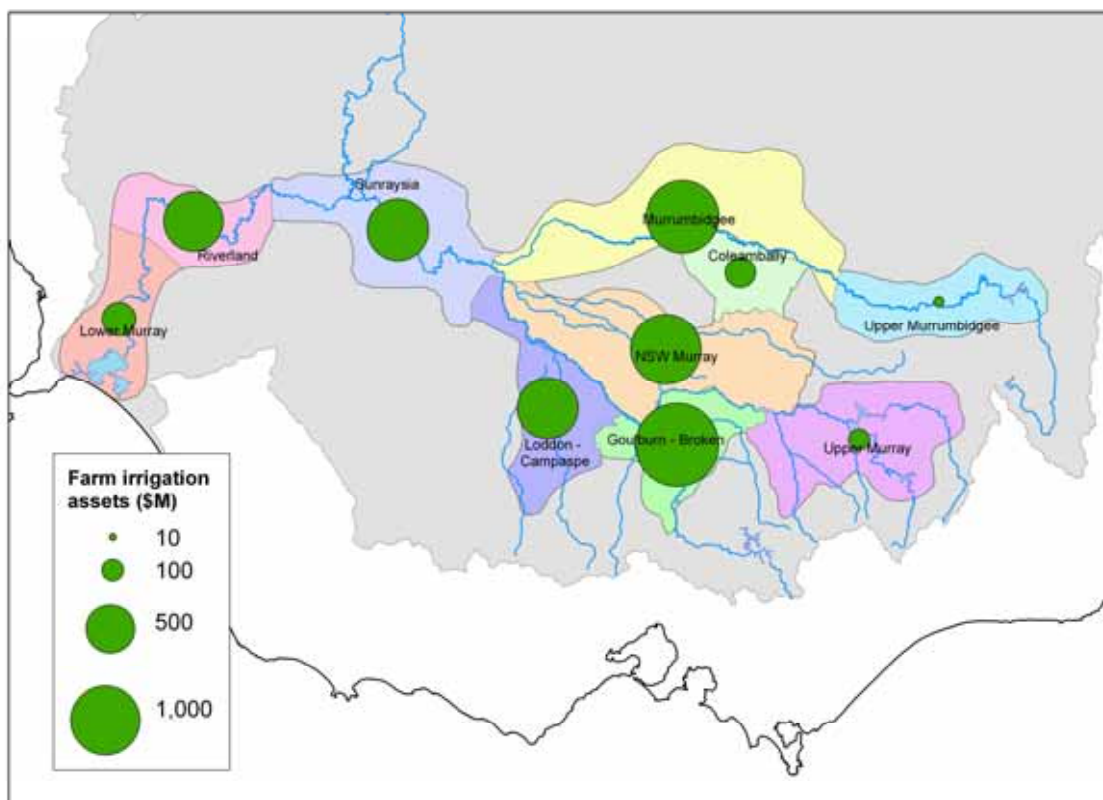 Sunraysia
Murrumbidgee
Riverland
Coleambally
Lower Murray
Upper Murrumbidgee
NSW Murray
Goulburn - Broken
Loddon -
Campaspe
Upper Murray
Farm irrigation
assets ($M)
10
100
500
1,000